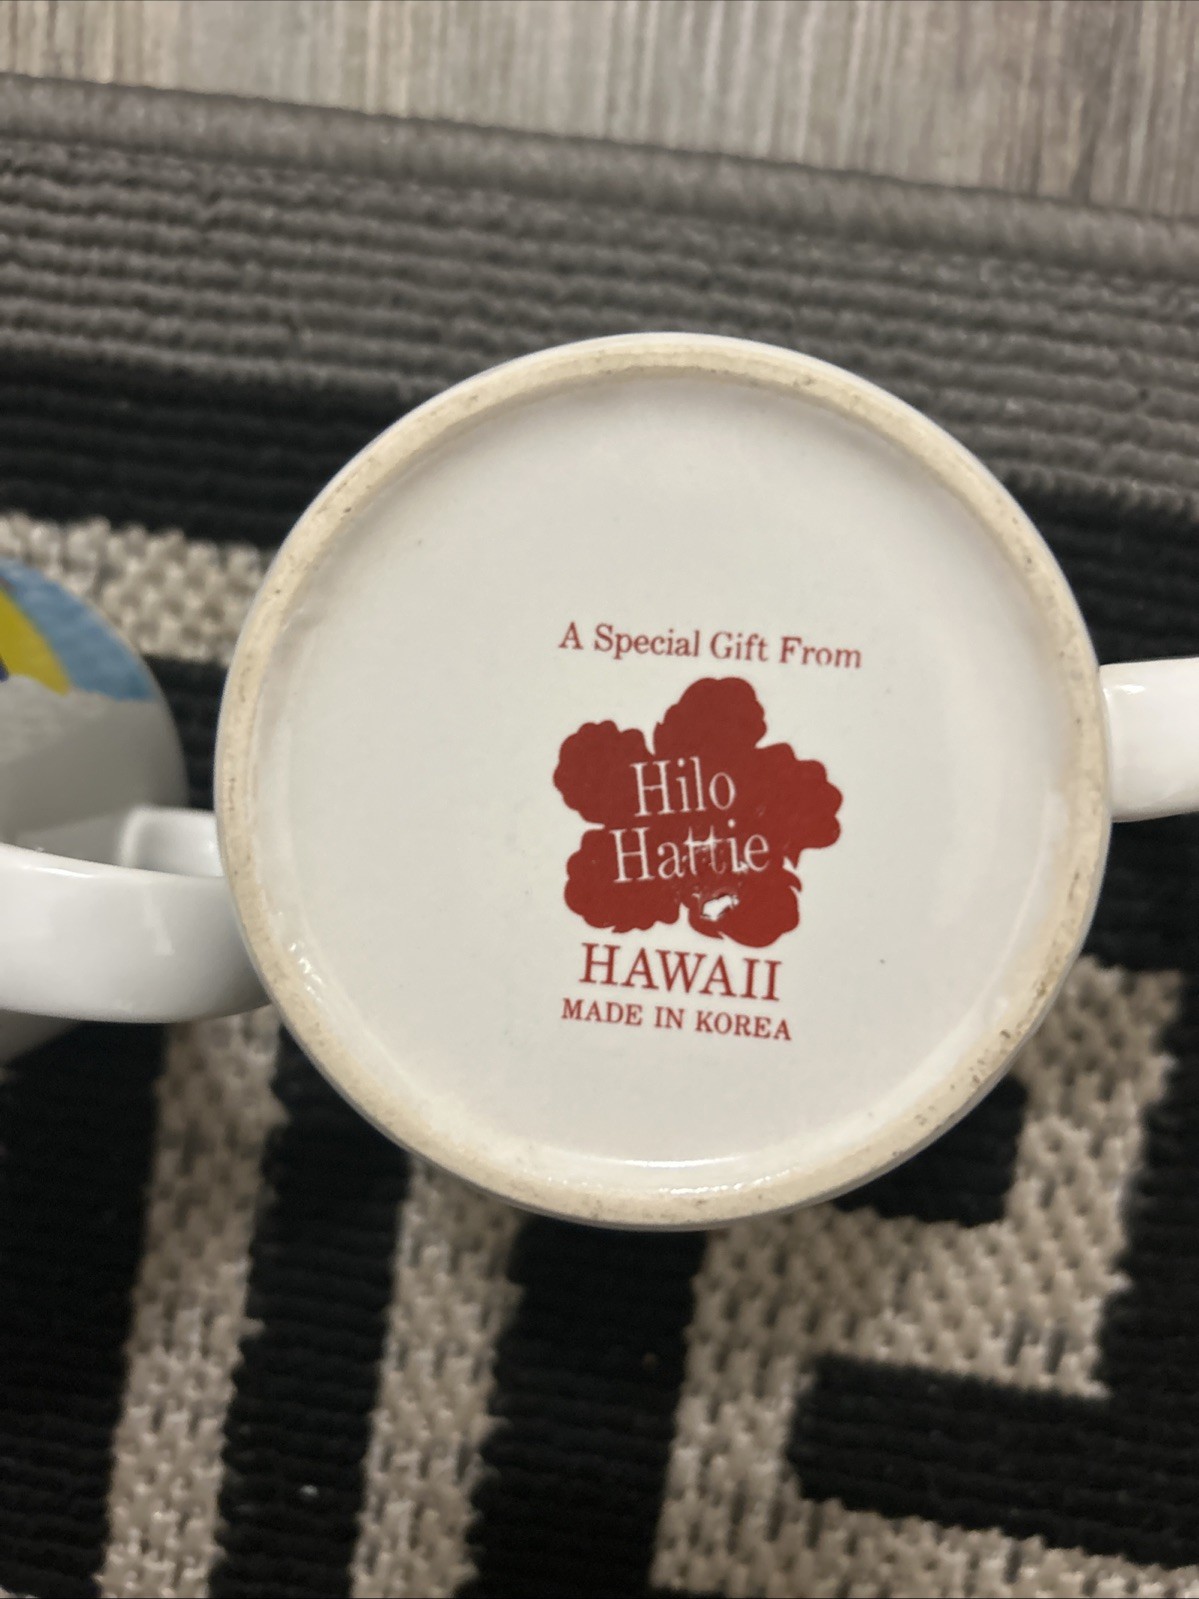 A Special Gift From
Hilo
Hattie
HAWAII
MADE IN KOREA